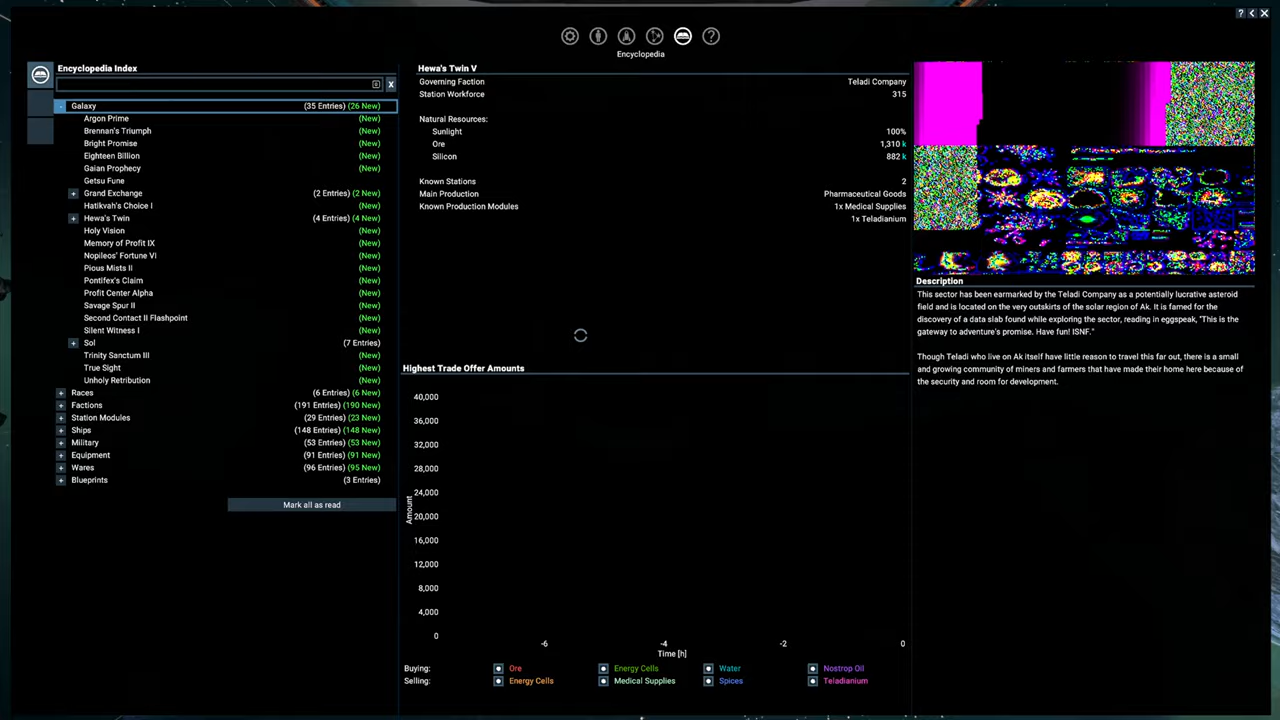 Encyclopedia
Encyclopedia Index
x
Galaxy (35 Entries) (26 New)
Argon Prime (New)
Brennan's Triumph (New)
Bright Promise (New)
Eighteen Billion (New)
Gaian Prophecy (New)
Getsu Fune (New)
Grand Exchange (2 Entries) (2 New)
Hatikvah's Choice I (New)
Hewa's Twin (4 Entries) (4 New)
Holy Vision (New)
Memory of Profit IX (New)
Nopileos' Fortune VI (New)
Pious Mists II (New)
Pontifex's Claim (New)
Profit Center Alpha (New)
Savage Spur II (New)
Second Contact II Flashpoint (New)
Silent Witness I (New)
Sol (7 Entries)
Trinity Sanctum III (New)
True Sight (New)
Unholy Retribution (New)
Races (6 Entries) (6 New)
Factions (191 Entries) (190 New)
Station Modules (29 Entries) (23 New)
Ships (148 Entries) (148 New)
Military (53 Entries) (53 New)
Equipment (91 Entries) (91 New)
Wares (96 Entries) (95 New)
Blueprints (3 Entries)
Mark all as read
Hewa's Twin V
Governing Faction Teladi Company
Station Workforce 315
Natural Resources:
Sunlight 100%
Ore 1,310 k
Silicon 882 k
Known Stations 2
Main Production Pharmaceutical Goods
Known Production Modules 1x Medical Supplies
1x Teladianium
Highest Trade Offer Amounts
40,000
36,000
32,000
28,000
24,000
20,000
16,000
12,000
8,000
4,000
0
Amount
-6 -4 -2 0
Time [h]
Buying: Ore Energy Cells Water Nostrop Oil
Selling: Energy Cells Medical Supplies Spices Teladianium
Description
This sector has been earmarked by the Teladi Company as a potentially lucrative asteroid
field and is located on the very outskirts of the solar region of Ak. It is famed for the
discovery of a data slab found while exploring the sector, reading in eggspeak, "This is the
gateway to adventure's promise. Have fun! ISNF."
Though Teladi who live on Ak itself have little reason to travel this far out, there is a small
and growing community of miners and farmers that have made their home here because of
the security and room for development.